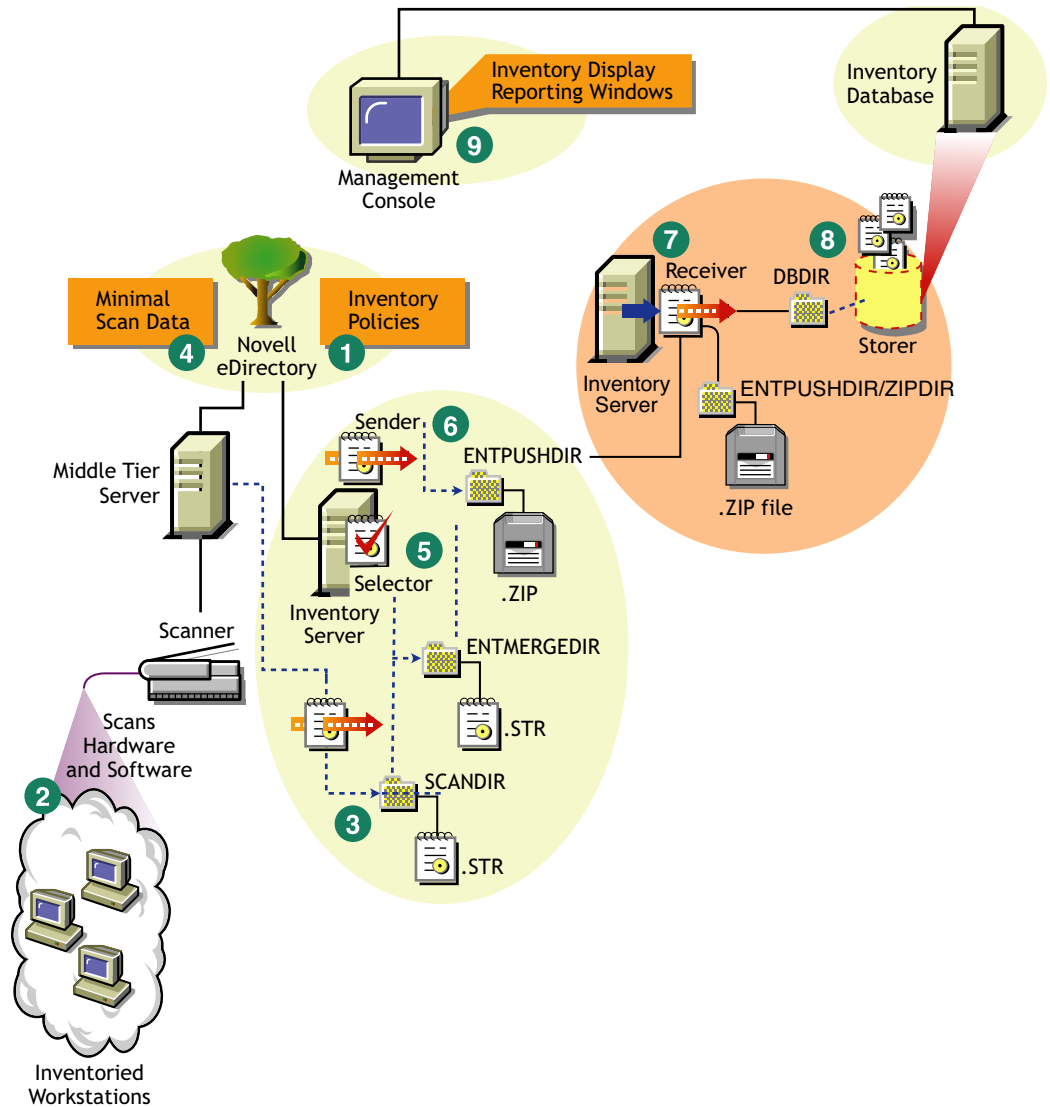 Inventory Display
Reporting Windows
Inventory
Database
9
Management
Console
7
Receiver
8
DBDIR
Storer
Inventory
Server
ENTPUSHDIR/ZIPDIR
.ZIP file
Minimal
Scan Data
4
Inventory
Policies
1
Novell
eDirectory
Sender
6
ENTPUSHDIR
Middle Tier
Server
5
Selector
.ZIP
Inventory
Server
Scanner
ENTMERGEDIR
.STR
Scans
Hardware
and Software
SCANDIR
2
3
.STR
Inventoried
Workstations